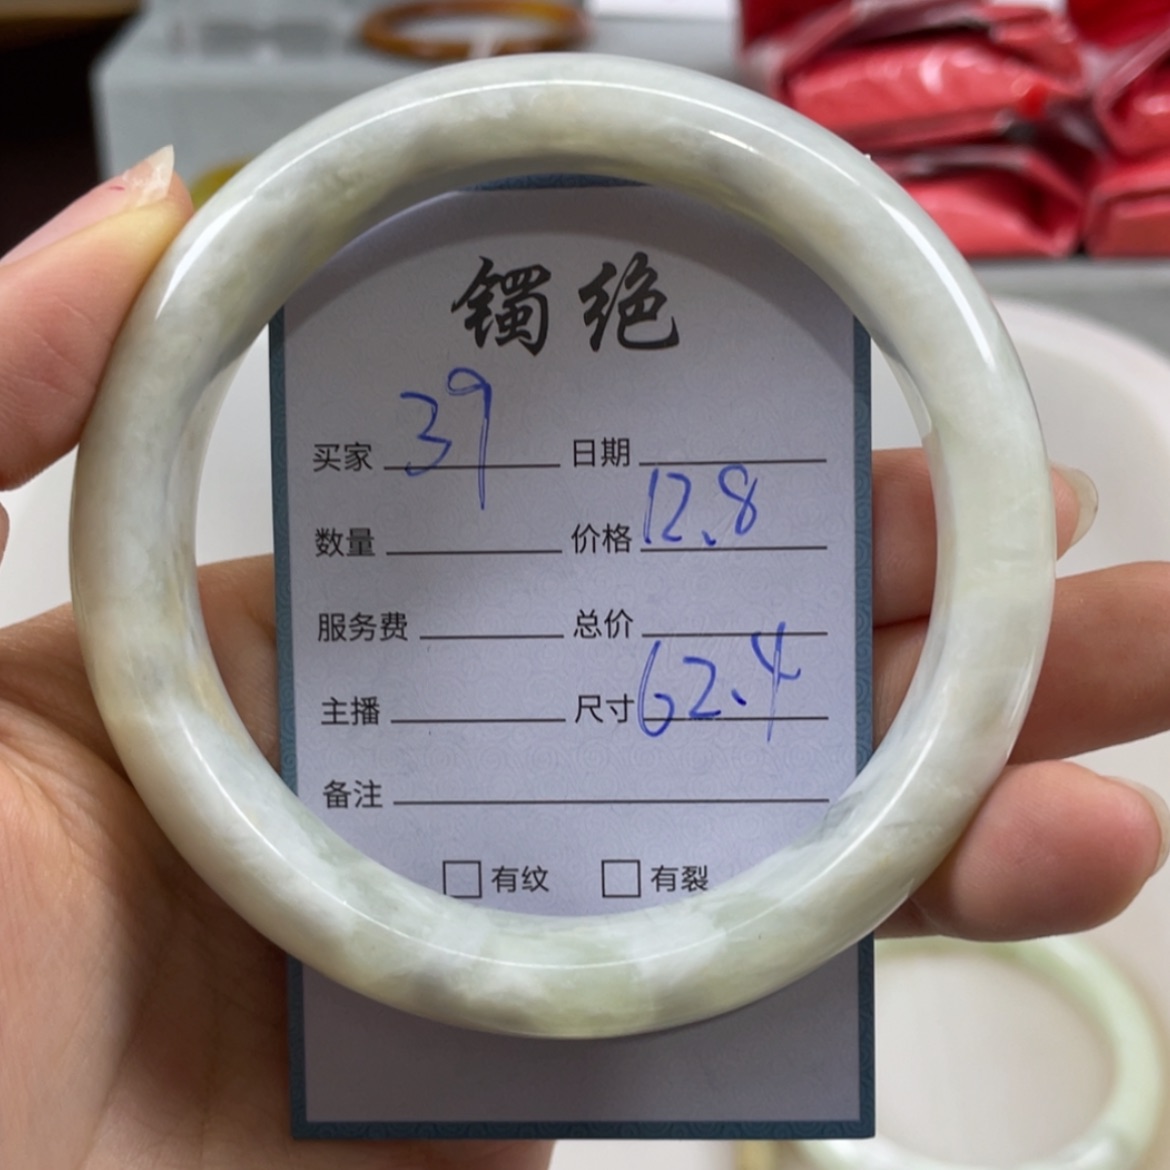 镯绝
买家 39 日期
数量 价格 12.8
服务费 总价
主播 尺寸 62.4
备注
有纹 有裂